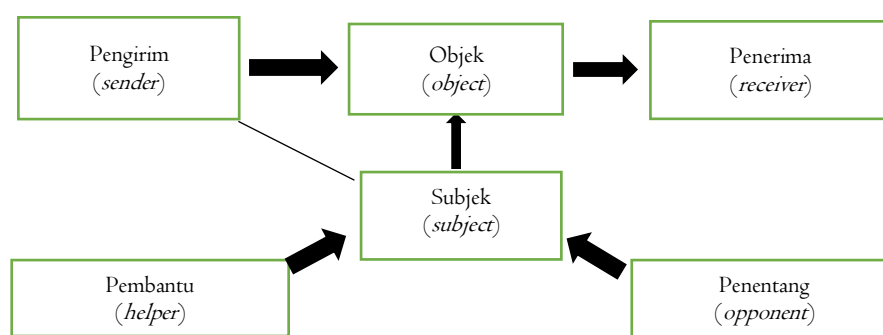 Pengirim
(sender)
Objek
(object)
Penerima
(receiver)
Subjek
(subject)
Pembantu
(helper)
Penentang
(opponent)